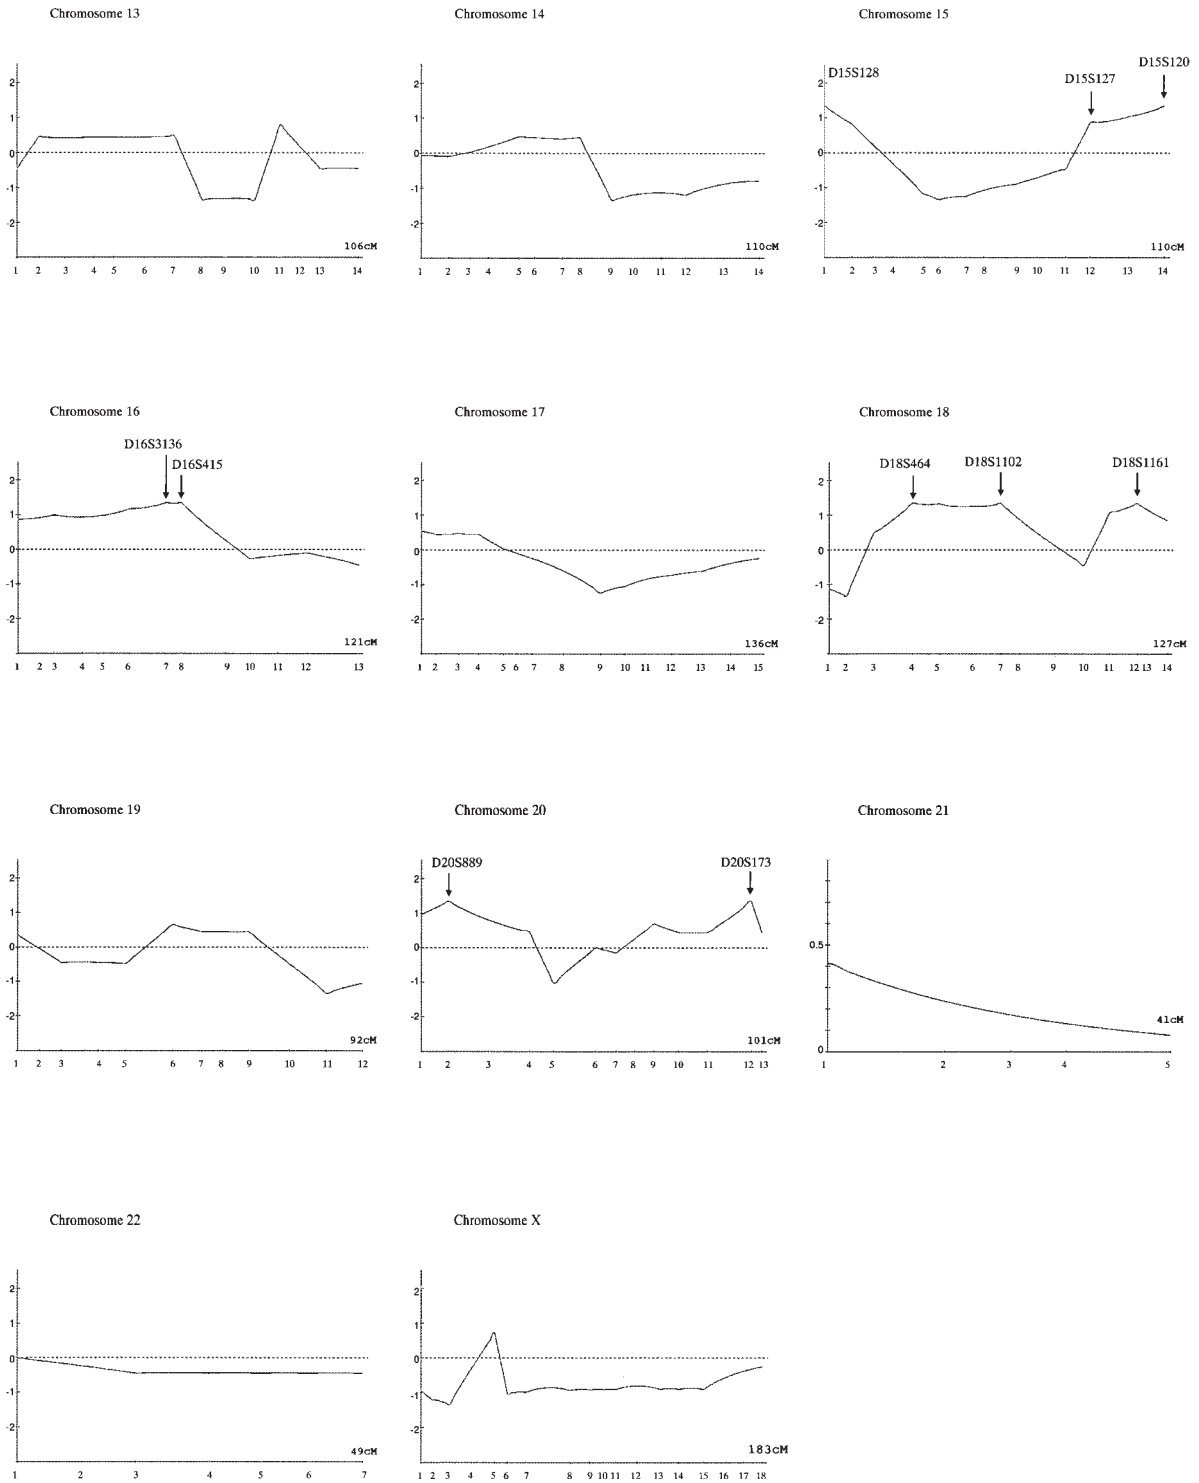 Chromosome 13
2
1
0
-1
-2
106cM
1 2 3 4 5 6 7 8 9 10 11 12 13 14
Chromosome 14
2
1
0
-1
-2
110cM
1 2 3 4 5 6 7 8 9 10 11 12 13 14
Chromosome 15
D15S128
D15S127
D15S120
2
1
0
-1
-2
110cM
1 2 3 4 5 6 7 8 9 10 11 12 13 14
Chromosome 16
D16S3136
D16S415
2
1
0
-1
-2
121cM
1 2 3 4 5 6 7 8 9 10 11 12 13
Chromosome 17
2
1
0
-1
-2
136cM
1 2 3 4 5 6 7 8 9 10 11 12 13 14 15
Chromosome 18
D18S464
D18S1102
D18S1161
2
1
0
-1
-2
127cM
1 2 3 4 5 6 7 8 9 10 11 12 13 14
Chromosome 19
2
1
0
-1
-2
92cM
1 2 3 4 5 6 7 8 9 10 11 12
Chromosome 20
D20S889
D20S173
2
1
0
-1
-2
101cM
1 2 3 4 5 6 7 8 9 10 11 12 13
Chromosome 21
0.5
0
41cM
1 2 3 4 5
Chromosome 22
2
1
0
-1
-2
49cM
1 2 3 4 5 6 7
Chromosome X
2
1
0
-1
-2
183cM
1 2 3 4 5 6 7 8 9 10 11 12 13 14 15 16 17 18